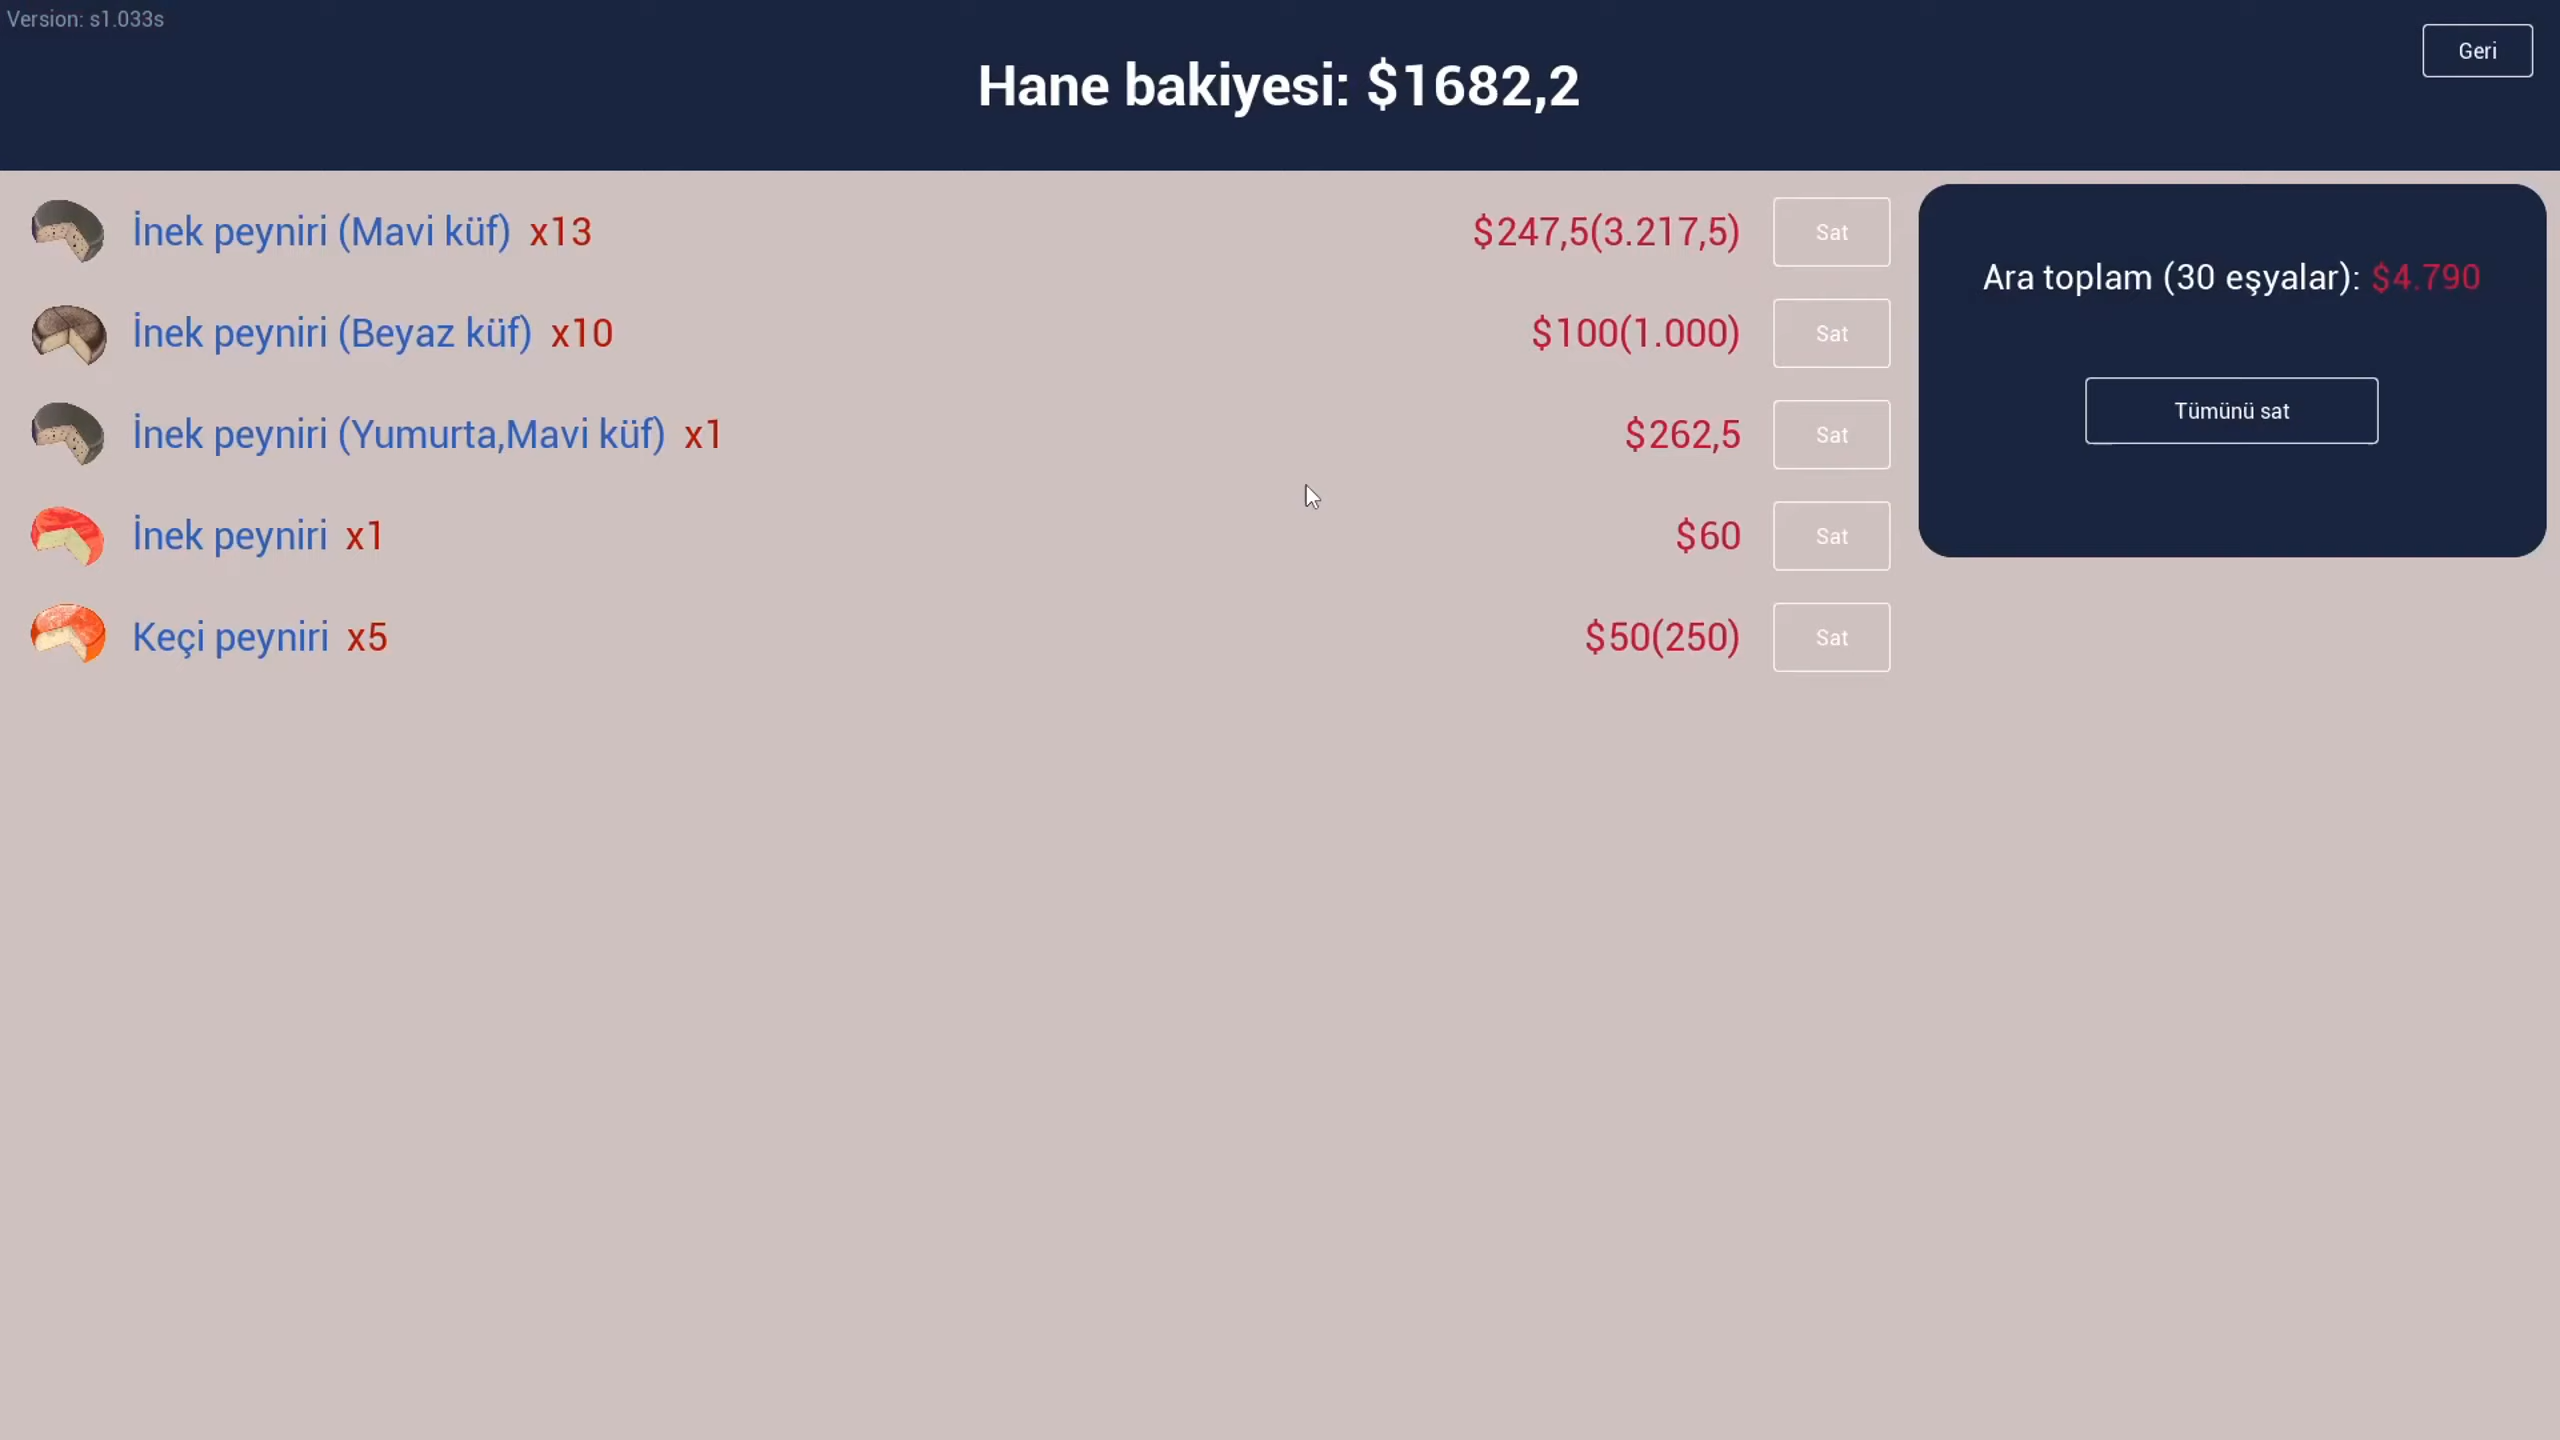 Version: s1.033s
Geri
Hane bakiyesi: $1682,2
İnek peyniri (Mavi küf) x13 $247,5(3.217,5) Sat
İnek peyniri (Beyaz küf) x10 $100(1.000) Sat
İnek peyniri (Yumurta,Mavi küf) x1 $262,5 Sat
İnek peyniri x1 $60 Sat
Keçi peyniri x5 $50(250) Sat
Ara toplam (30 eşyalar): $4.790
Tümünü sat